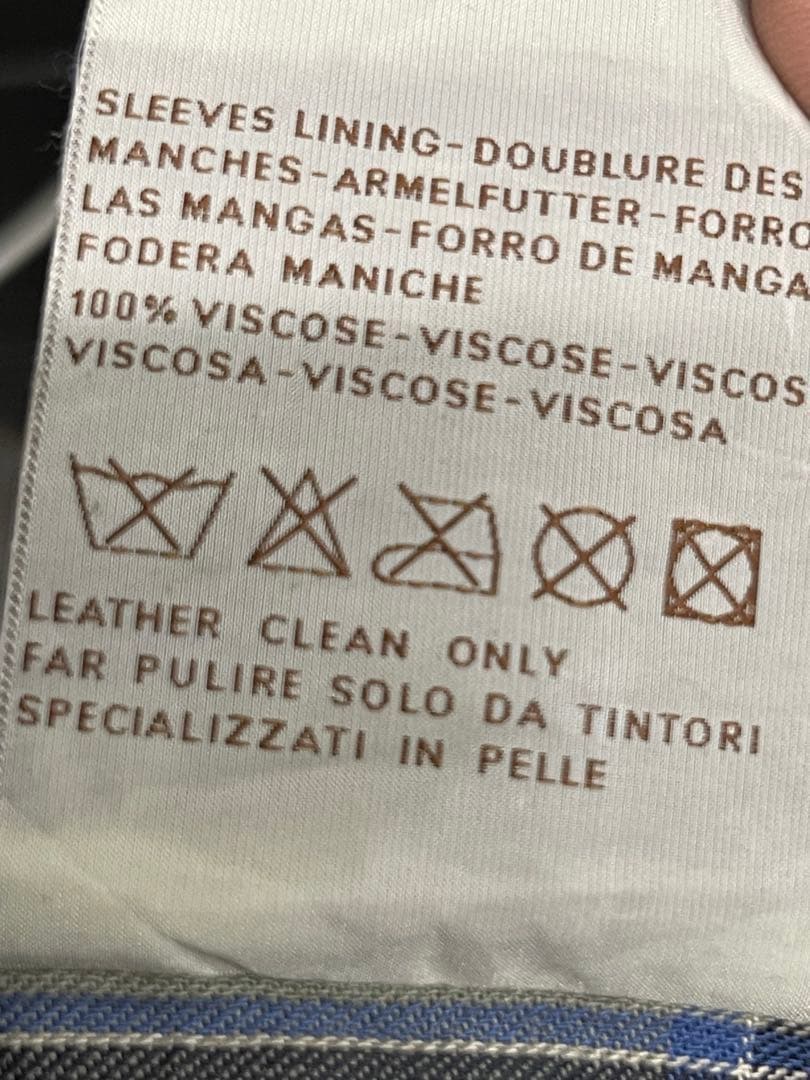 SLEEVES LINING-DOUBLURE DES
MANCHES-ARMELFUTTER-FORRO
LAS MANGAS-FORRO DE MANGA
FODERA MANICHE
100% VISCOSE-VISCOSE-VISCOS
VISCOSA-VISCOSE-VISCOSA
LEATHER CLEAN ONLY
FAR PULIRE SOLO DA TINTORI
SPECIALIZZATI IN PELLE